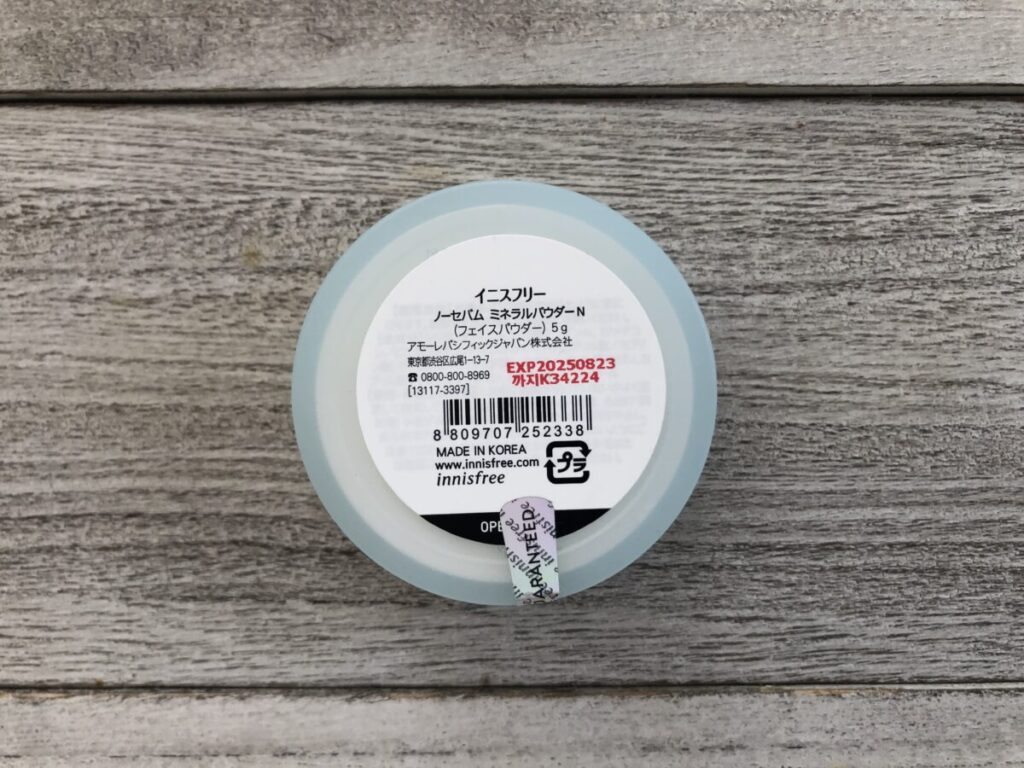 イニスフリー
ノーセバム ミネラルパウダーN
(フェイスパウダー) 5g
アモーレパシフィックジャパン株式会社
東京都渋谷区広尾1-13-7
☎ 0800-800-8969
[13117-3397]
EXP20250823
까지K34224
8 809707 252338
MADE IN KOREA
www.innisfree.com
プラ
innisfree
innisfree
innisfree